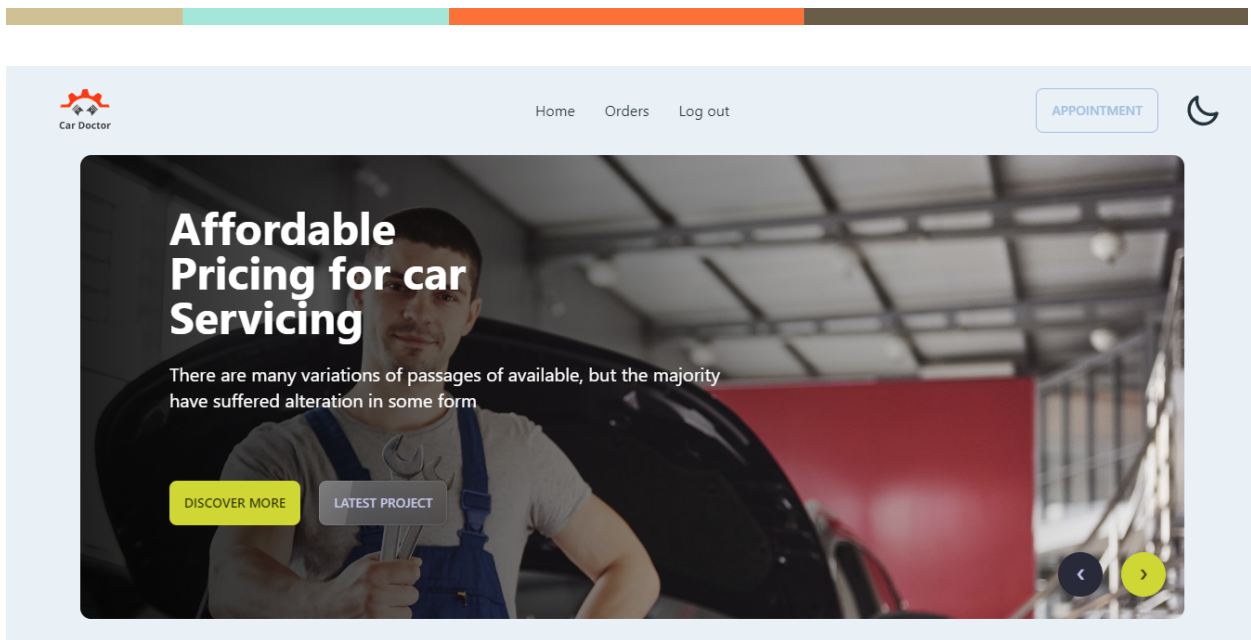 Car Doctor
Home Orders Log out
APPOINTMENT
Affordable
Pricing for car
Servicing
There are many variations of passages of available, but the majority
have suffered alteration in some form
DISCOVER MORE
LATEST PROJECT